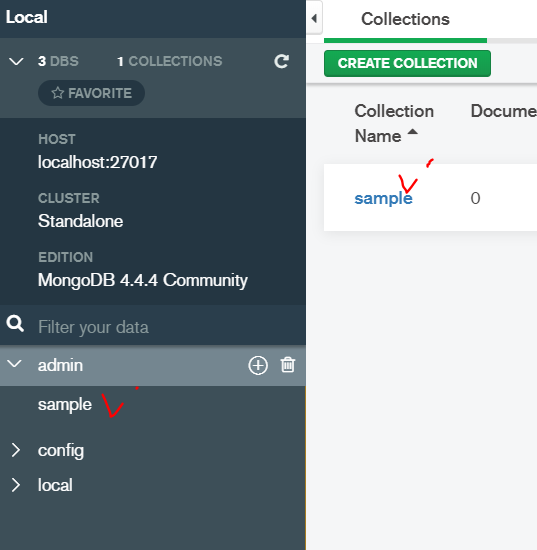 Local
3 DBS 1 COLLECTIONS
FAVORITE
HOST
localhost:27017
CLUSTER
Standalone
EDITION
MongoDB 4.4.4 Community
Filter your data
admin
sample
config
local
Collections
CREATE COLLECTION
Collection Docume
Name
sample 0